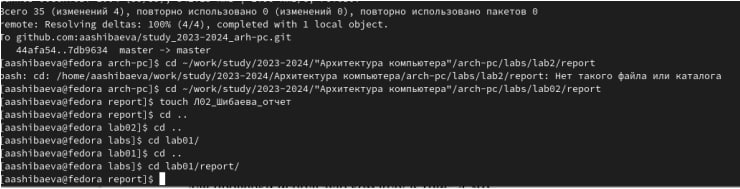 Всего 35 (изменений 4), повторно использовано 0 (изменений 0), повторно использовано пакетов 0
remote: Resolving deltas: 100% (4/4), completed with 1 local object.
To github.com:aashibaeva/study_2023-2024_arh-pc.git
   44afa54..7db9634  master -> master
[aashibaeva@fedora arch-pc]$ cd ~/work/study/2023-2024/"Архитектура компьютера"/arch-pc/labs/lab2/report
bash: cd: /home/aashibaeva/work/study/2023-2024/Архитектура компьютера/arch-pc/labs/lab2/report: Нет такого файла или каталога
[aashibaeva@fedora arch-pc]$ cd ~/work/study/2023-2024/"Архитектура компьютера"/arch-pc/labs/lab02/report
[aashibaeva@fedora report]$ touch Л02_Шибаева_отчет
[aashibaeva@fedora report]$ cd ..
[aashibaeva@fedora lab02]$ cd ..
[aashibaeva@fedora labs]$ cd lab01/
[aashibaeva@fedora lab01]$ cd ..
[aashibaeva@fedora labs]$ cd lab01/report/
[aashibaeva@fedora report]$